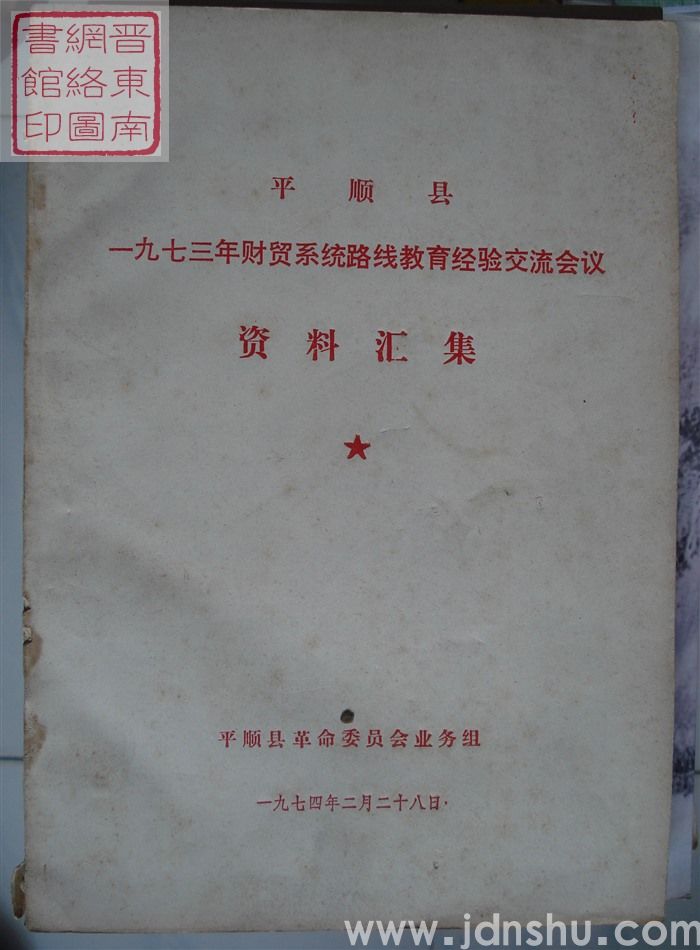 晋東南
網絡圖
書館印
平顺县
一九七三年财贸系统路线教育经验交流会议
资料汇集
平顺县革命委员会业务组
一九七四年二月二十八日·
www.jdnshu.com